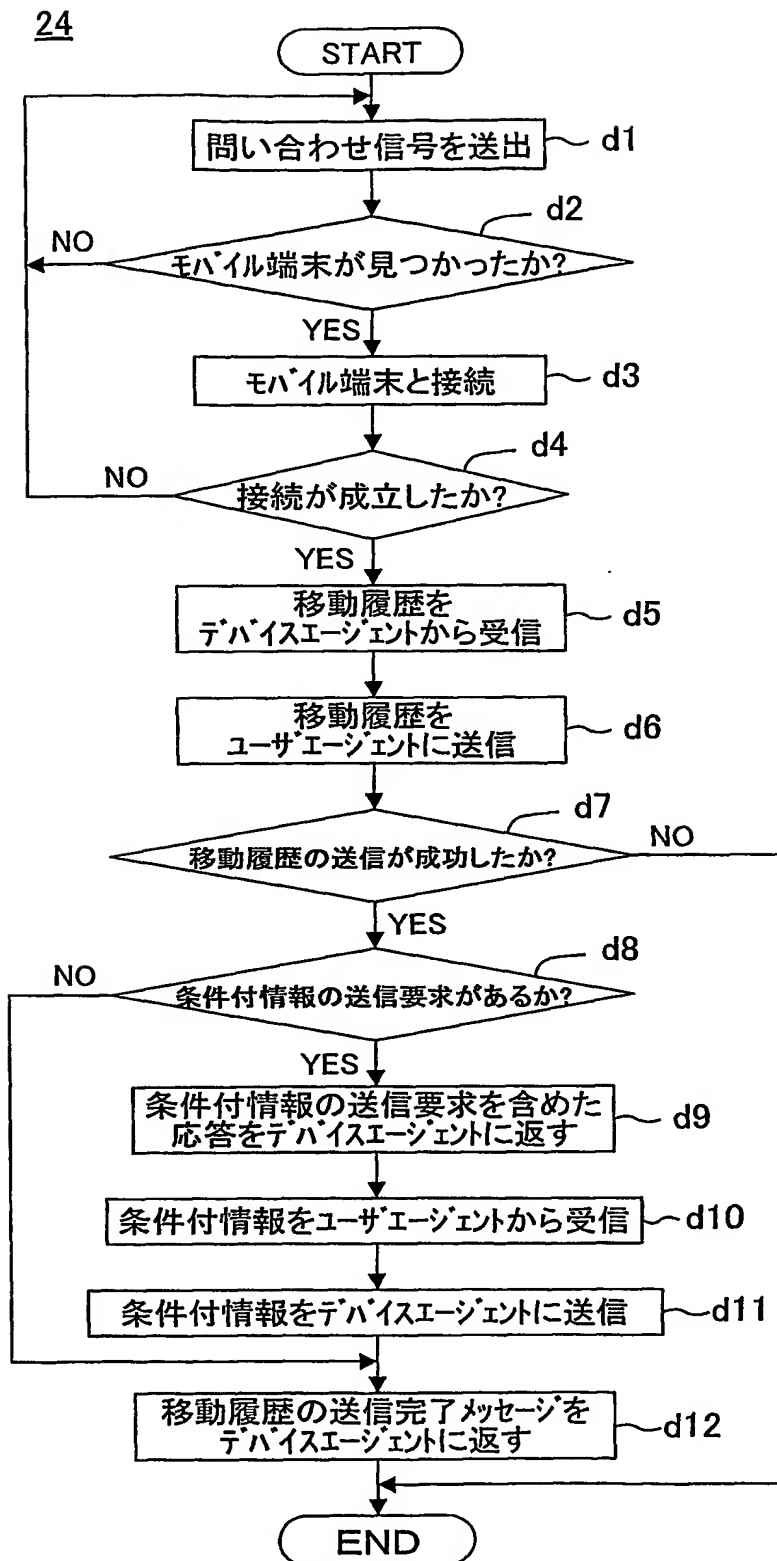 24
START
問い合わせ信号を送出
d1
d2
NO
モバイル端末が見つかったか?
YES
モバイル端末と接続
d3
d4
NO
接続が成立したか?
YES
移動履歴を
デバイスエージェントから受信
d5
移動履歴を
ユーザエージェントに送信
d6
d7
NO
移動履歴の送信が成功したか?
YES
d8
NO
条件付情報の送信要求があるか?
YES
条件付情報の送信要求を含めた
応答をデバイスエージェントに返す
d9
条件付情報をユーザエージェントから受信
d10
条件付情報をデバイスエージェントに送信
d11
移動履歴の送信完了メッセージを
デバイスエージェントに返す
d12
END